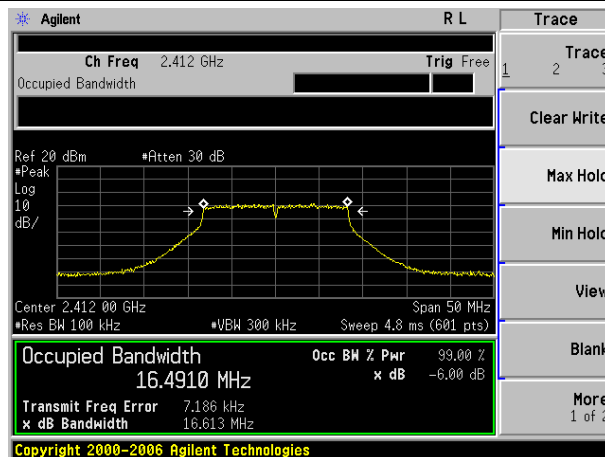 Agilent R L Trace
Ch Freq 2.412 GHz Trig Free
Occupied Bandwidth
Trace
1 2 3
Clear Write
Max Hold
Min Hold
View
Blank
More
1 of 2
Ref 20 dBm #Atten 30 dB
#Peak
Log
10
dB/
Center 2.412 00 GHz Span 50 MHz
#Res BW 100 kHz #VBW 300 kHz Sweep 4.8 ms (601 pts)
Occupied Bandwidth Occ BW % Pwr 99.00 %
16.4910 MHz x dB -6.00 dB
Transmit Freq Error 7.186 kHz
x dB Bandwidth 16.613 MHz
Copyright 2000-2006 Agilent Technologies